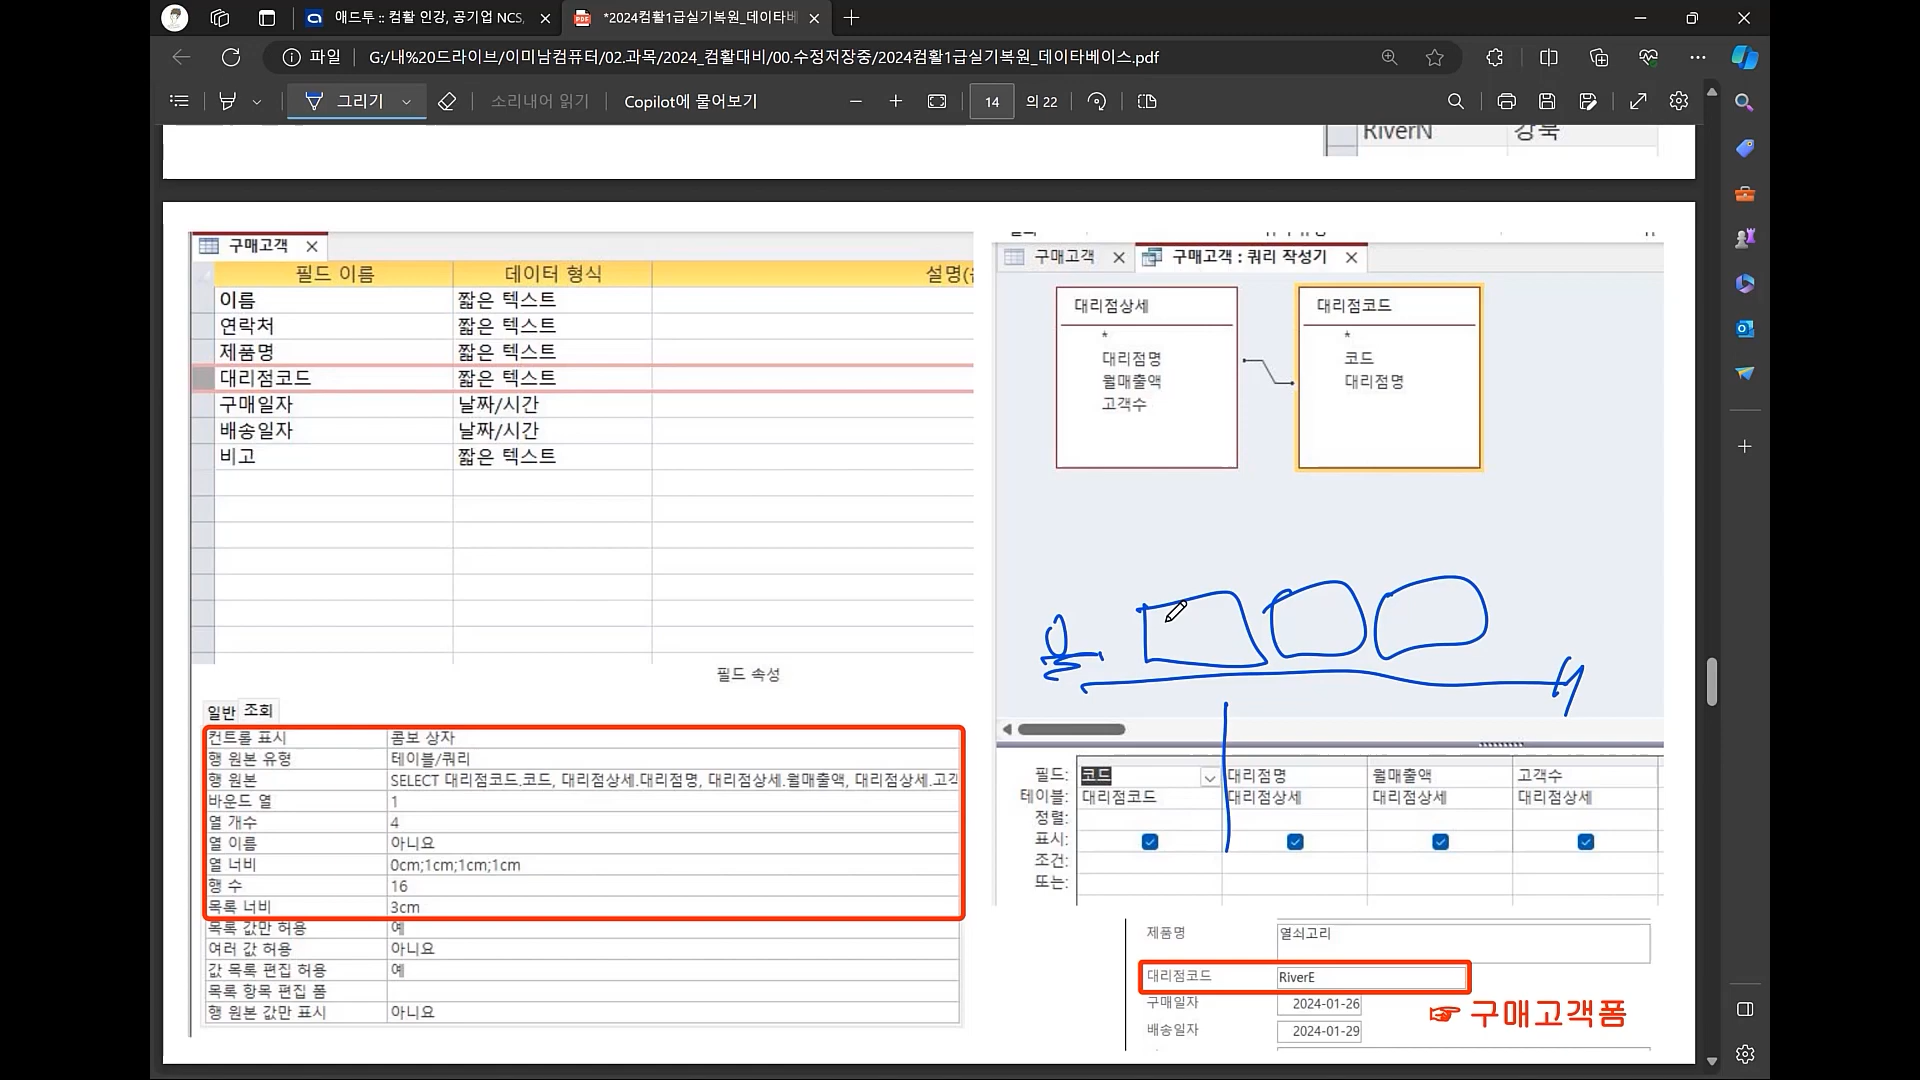 애드투 :: 컴활 인강, 공기업 NCS,
*2024컴활1급실기복원_데이타베
파일
G:/내%20드라이브/이미남컴퓨터/02.과목/2024_컴활대비/00.수정저장중/2024컴활1급실기복원_데이타베이스.pdf
그리기
소리내어 읽기
Copilot에 물어보기
14
의 22
RiverN 강북
구매고객
필드 이름 데이터 형식 설명(
이름 짧은 텍스트
연락처 짧은 텍스트
제품명 짧은 텍스트
대리점코드 짧은 텍스트
구매일자 날짜/시간
배송일자 날짜/시간
비고 짧은 텍스트
필드 속성
일반 조회
컨트롤 표시 콤보 상자
행 원본 유형 테이블/쿼리
행 원본 SELECT 대리점코드.코드, 대리점상세.대리점명, 대리점상세.월매출액, 대리점상세.고객
바운드 열 1
열 개수 4
열 이름 아니요
열 너비 0cm;1cm;1cm;1cm
행 수 16
목록 너비 3cm
목록 값만 허용 예
여러 값 허용 아니요
값 목록 편집 허용 예
목록 항목 편집 폼
행 원본 값만 표시 아니요
구매고객
구매고객 : 쿼리 작성기
대리점상세
*
대리점명
월매출액
고객수
대리점코드
*
코드
대리점명
0
필드: 코드 대리점명 월매출액 고객수
테이블: 대리점코드 대리점상세 대리점상세 대리점상세
정렬:
표시:
조건:
또는:
제품명 열쇠고리
대리점코드 RiverE
구매일자 2024-01-26
배송일자 2024-01-29
☞ 구매고객폼